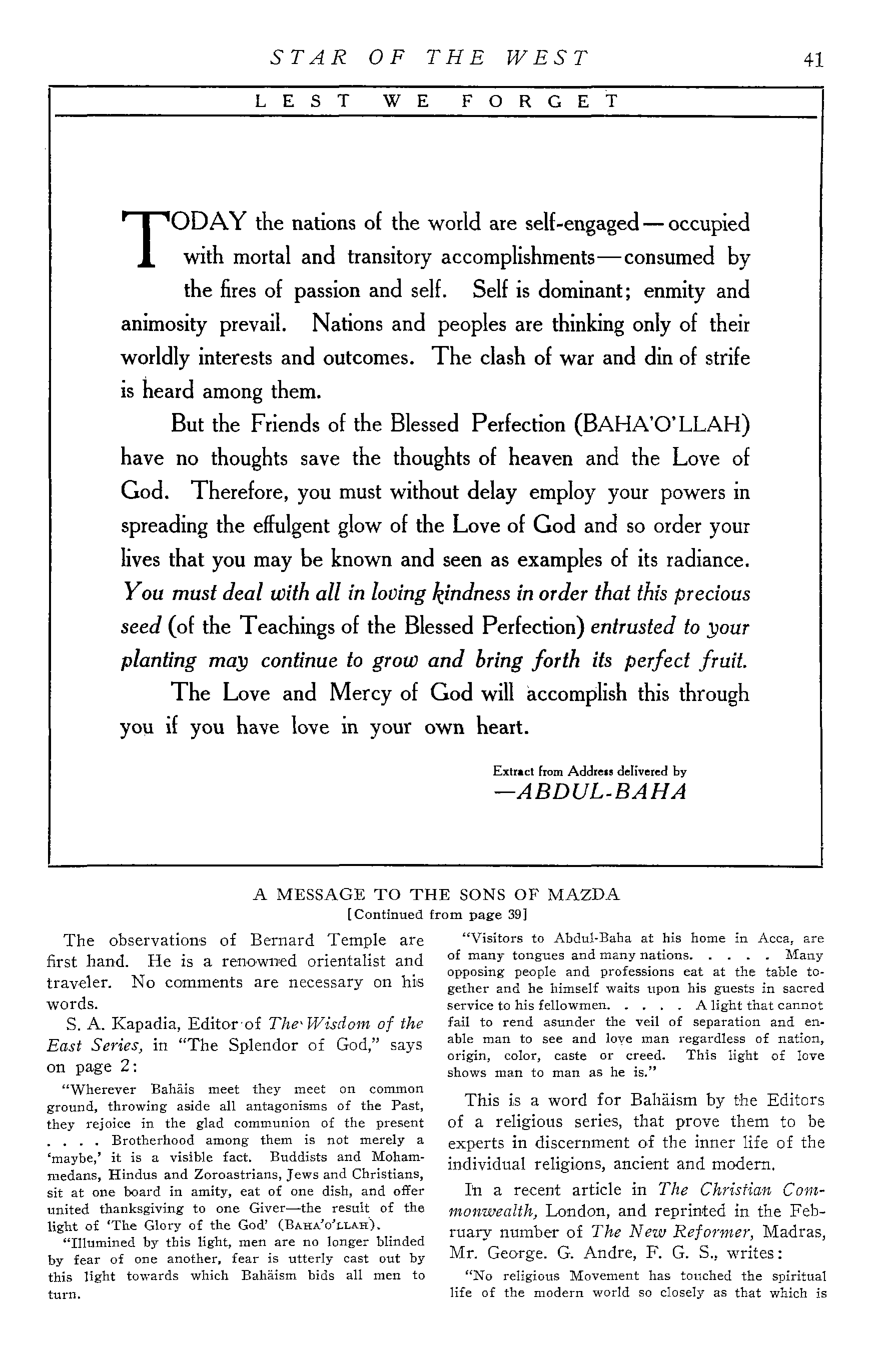 STAR OF THE WEST 41
LEST WE FORGET
TODAY the nations of the world are self-engaged — occupied
with mortal and transitory accomplishments—consumed by
the fires of passion and self. Self is dominant; enmity and
animosity prevail. Nations and peoples are thinking only of their
worldly interests and outcomes. The clash of war and din of strife
is heard among them.
But the Friends of the Blessed Perfection (BAHA'O'LLAH)
have no thoughts save the thoughts of heaven and the Love of
God. Therefore, you must without delay employ your powers in
spreading the effulgent glow of the Love of God and so order your
lives that you may be known and seen as examples of its radiance.
You must deal with all in loving kindness in order that this precious
seed (of the Teachings of the Blessed Perfection) entrusted to your
planting may continue to grow and bring forth its perfect fruit.
The Love and Mercy of God will accomplish this through
you if you have love in your own heart.
Extract from Address delivered by
—ABDUL-BAHA
A MESSAGE TO THE SONS OF MAZDA
[Continued from page 39]
The observations of Bernard Temple are
first hand. He is a renowned orientalist and
traveler. No comments are necessary on his
words.
S. A. Kapadia, Editor of The Wisdom of the
East Series, in "The Splendor of God," says
on page 2:
"Wherever Bahäis meet they meet on common
ground, throwing aside all antagonisms of the Past,
they rejoice in the glad communion of the present
. . . . Brotherhood among them is not merely a
'maybe,' it is a visible fact. Buddists and Moham-
medans, Hindus and Zoroastrians, Jews and Christians,
sit at one board in amity, eat of one dish, and offer
united thanksgiving to one Giver—the result of the
light of 'The Glory of the God' (BAHA'O'LLAH).
"Illumined by this light, men are no longer blinded
by fear of one another, fear is utterly cast out by
this light towards which Bahäism bids all men to
turn.
"Visitors to Abdul-Baha at his home in Acca, are
of many tongues and many nations. . . . . . Many
opposing people and professions eat at the table to-
gether and he himself waits upon his guests in sacred
service to his fellowmen. . . . . . A light that cannot
fail to rend asunder the veil of separation and en-
able man to see and love man regardless of nation,
origin, color, caste or creed. This light of love
shows man to man as he is."
This is a word for Bahäism by the Editors
of a religious series, that prove them to be
experts in discernment of the inner life of the
individual religions, ancient and modern.
In a recent article in The Christian Com-
monwealth, London, and reprinted in the Feb-
ruary number of The New Reformer, Madras,
Mr. George. G. Andre, F. G. S., writes:
"No religious Movement has touched the spiritual
life of the modern world so closely as that which is